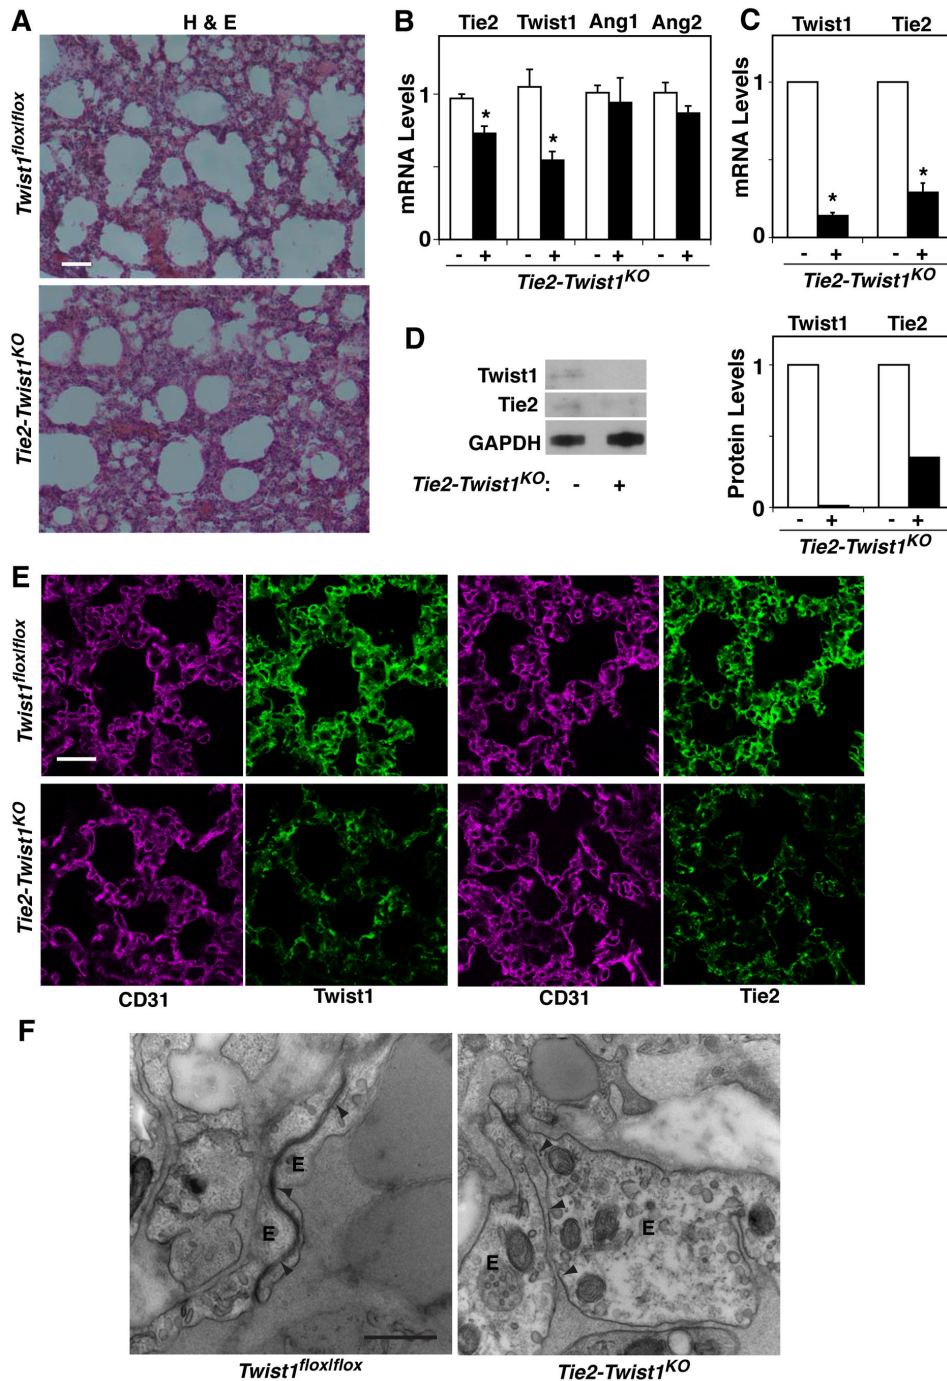 A
H & E
Twist1flox/flox
Tie2-Twist1KO
B
Tie2 Twist1 Ang1 Ang2
mRNA Levels
1
0
- + - + - + - +
Tie2-Twist1KO
C
Twist1 Tie2
mRNA Levels
1
* *
0
- + - +
Tie2-Twist1KO
D
Twist1
Tie2
GAPDH
Tie2-Twist1KO: - +
Twist1 Tie2
Protein Levels
1
0
- + - +
Tie2-Twist1KO
E
Twist1flox/flox
Tie2-Twist1KO
CD31 Twist1 CD31 Tie2
F
E
E
E
E
Twist1flox/flox Tie2-Twist1KO